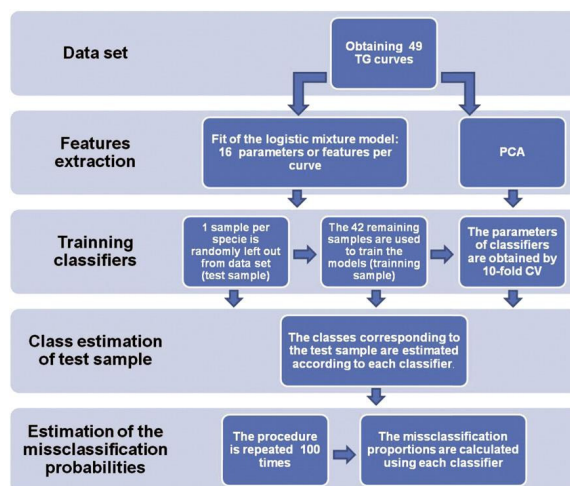 Data set
Obtaining 49
TG curves
Features
extraction
Fit of the logistic mixture model:
16 parameters or features per
curve
PCA
Trainning
classifiers
1 sample per
specie is
randomly left out
from data set
(test sample)
The 42 remaining
samples are used
to train the
models (trainning
sample)
The parameters
of classifiers
are obtained by
10-fold CV
Class estimation
of test sample
The classes corresponding to
the test sample are estimated
according to each classifier.
Estimation of the
missclassification
probabilities
The procedure
is repeated 100
times
The missclassification
proportions are calculated
using each classifier